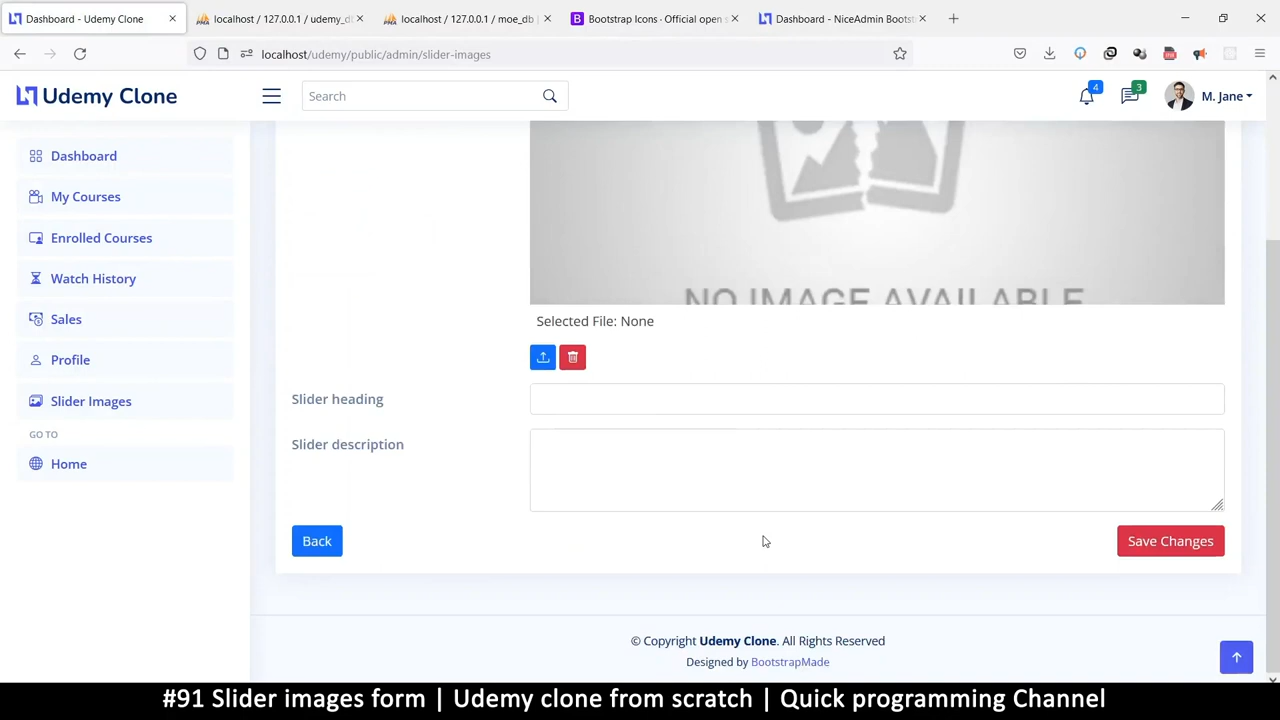 Dashboard - Udemy Clone
localhost / 127.0.0.1 / udemy_d
localhost / 127.0.0.1 / moe_db |
Bootstrap Icons · Official open s
Dashboard - NiceAdmin Bootst
localhost/udemy/public/admin/slider-images
Udemy Clone
Search
4
3
M. Jane
Dashboard
My Courses
Enrolled Courses
Watch History
Sales
Profile
Slider Images
GO TO
Home
NO IMAGE AVAILABLE
Selected File: None
Slider heading
Slider description
Back
Save Changes
© Copyright Udemy Clone. All Rights Reserved
Designed by BootstrapMade
#91 Slider images form | Udemy clone from scratch | Quick programming Channel